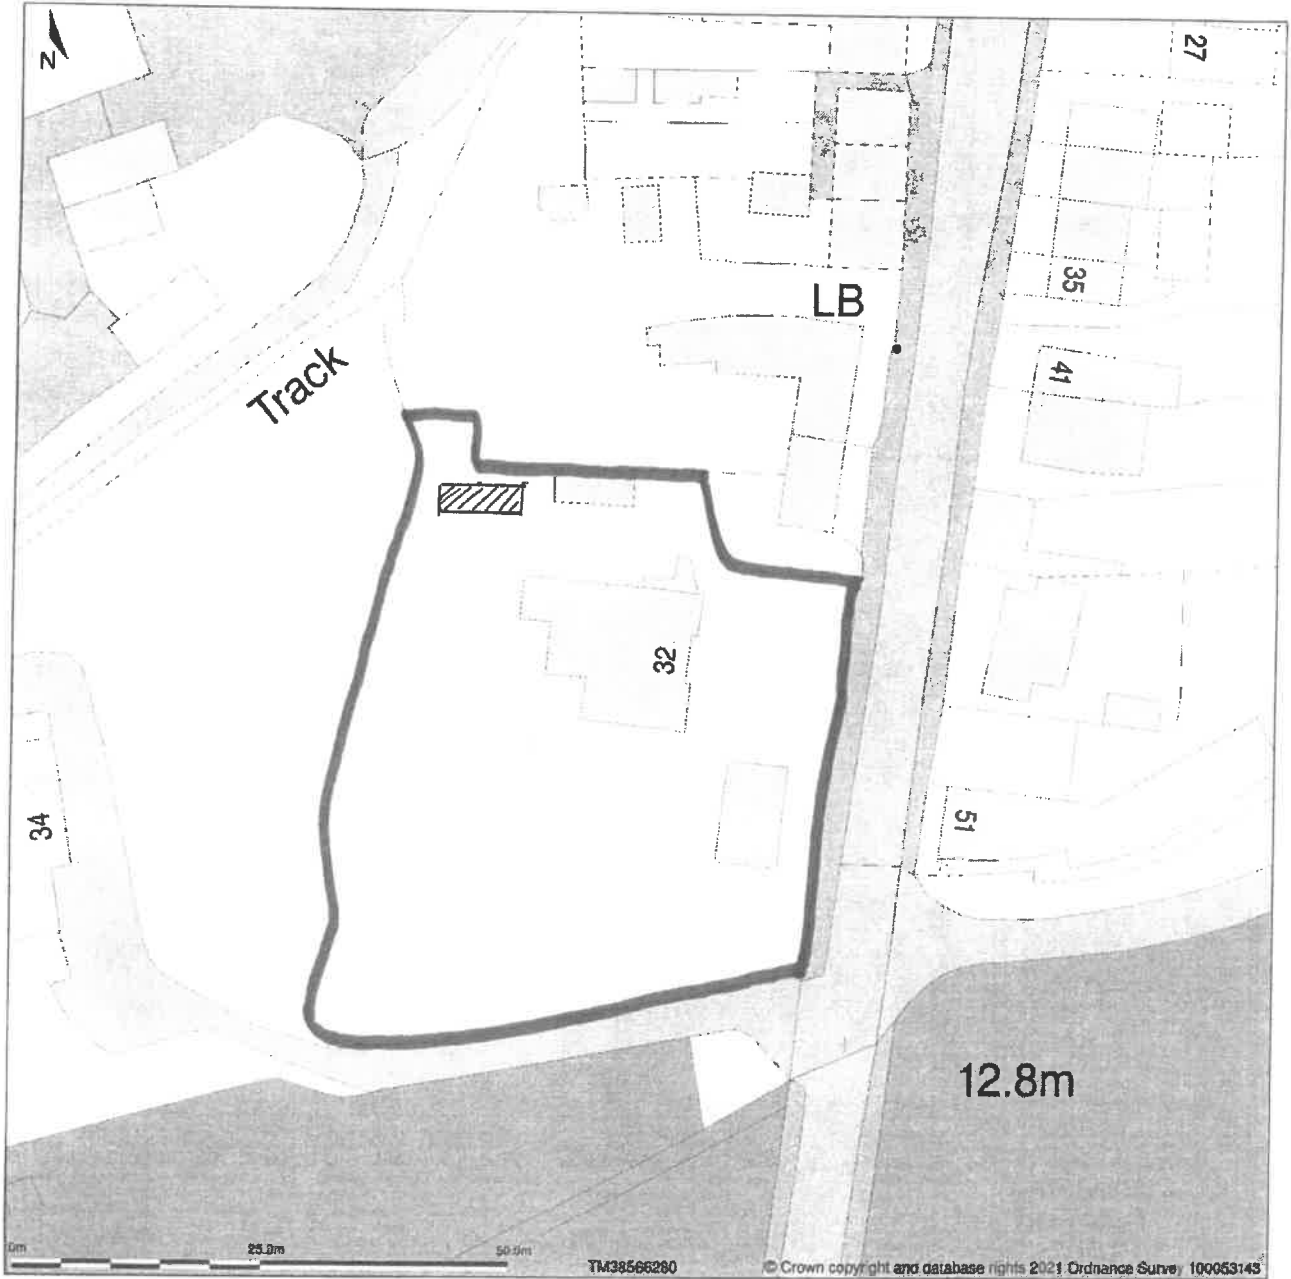 N
27
35
LB
41
Track
32
34
51
12.8m
0m 25.0m 50.0m
TM38566280 © Crown copyright and database rights 2021 Ordnance Survey 100053143